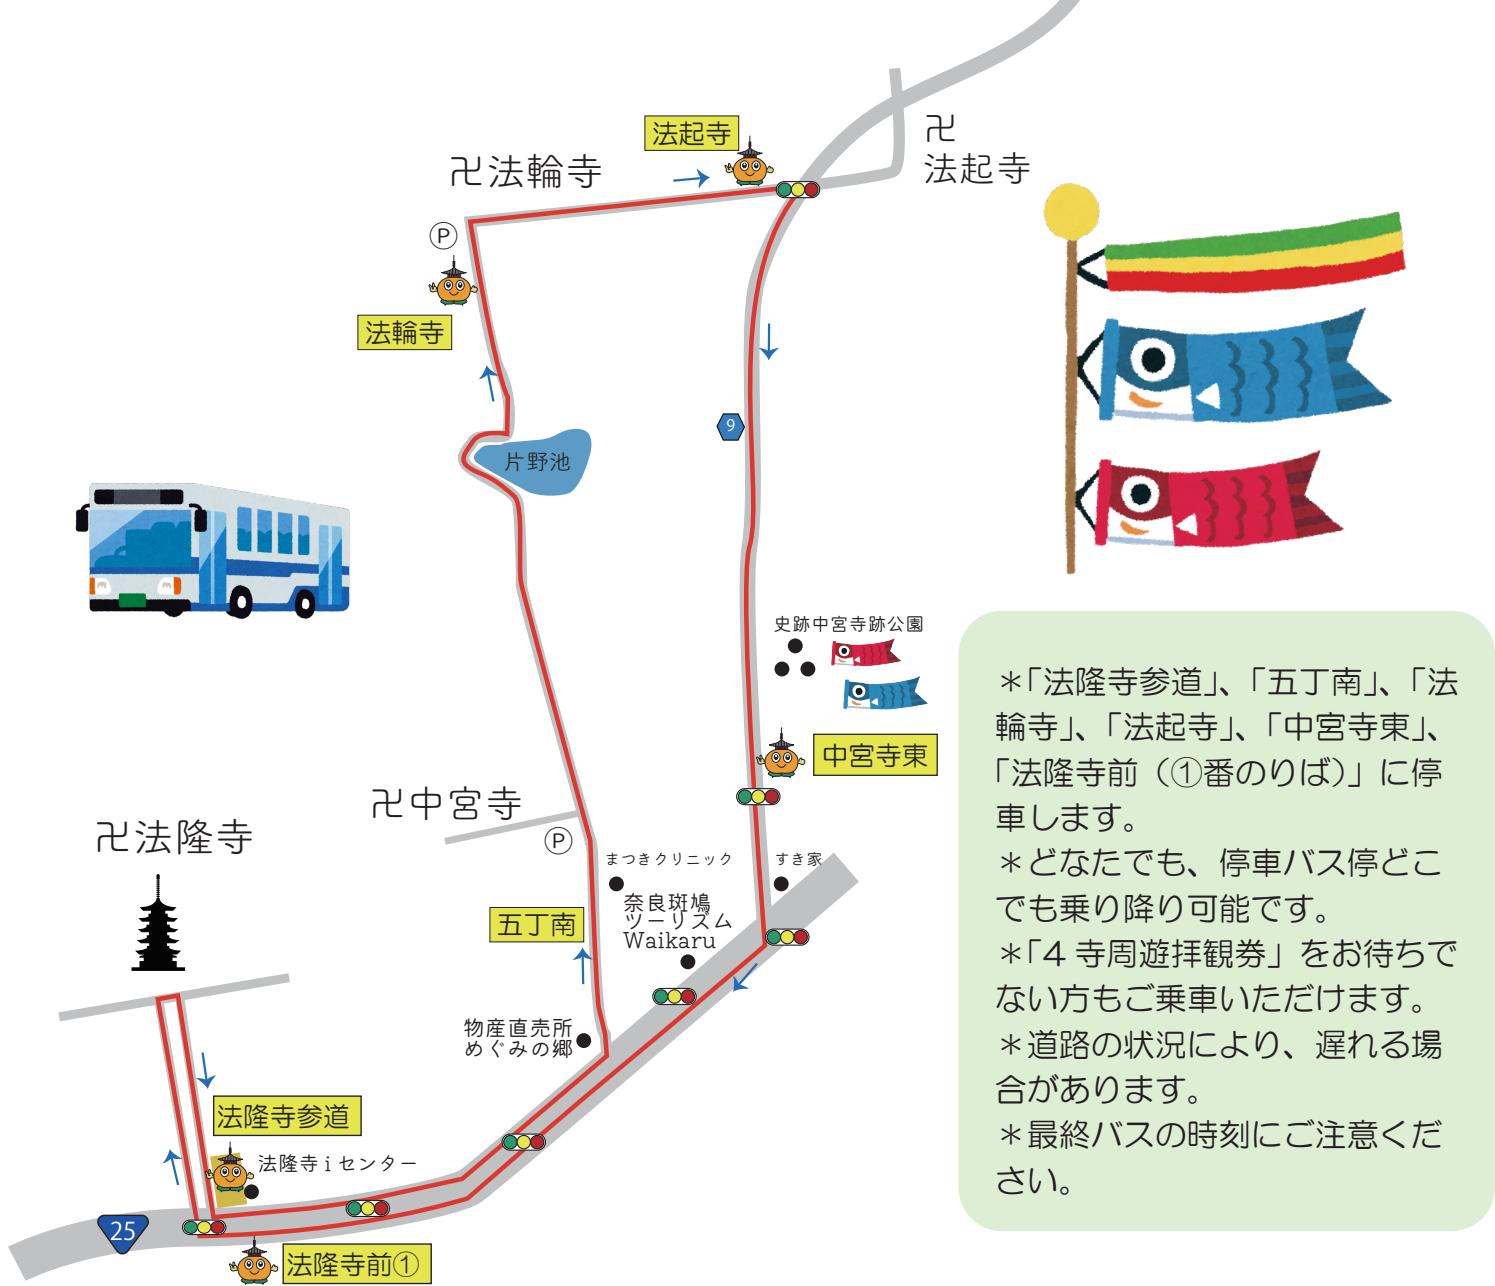 法起寺
卍
法起寺
卍法輪寺
P
法輪寺
9
片野池
史跡中宮寺跡公園
中宮寺東
卍中宮寺
P
卍法隆寺
まつきクリニック
すき家
奈良斑鳩
ツーリズム
Waikaru
五丁南
物産直売所
めぐみの郷
法隆寺参道
法隆寺 i センター
25
法隆寺前①
＊「法隆寺参道」、「五丁南」、「法
輪寺」、「法起寺」、「中宮寺東」、
「法隆寺前（①番のりば）」に停
車します。
＊どなたでも、停車バス停どこ
でも乗り降り可能です。
＊「4 寺周遊拝観券」をお待ちで
ない方もご乗車いただけます。
＊道路の状況により、遅れる場
合があります。
＊最終バスの時刻にご注意くだ
さい。